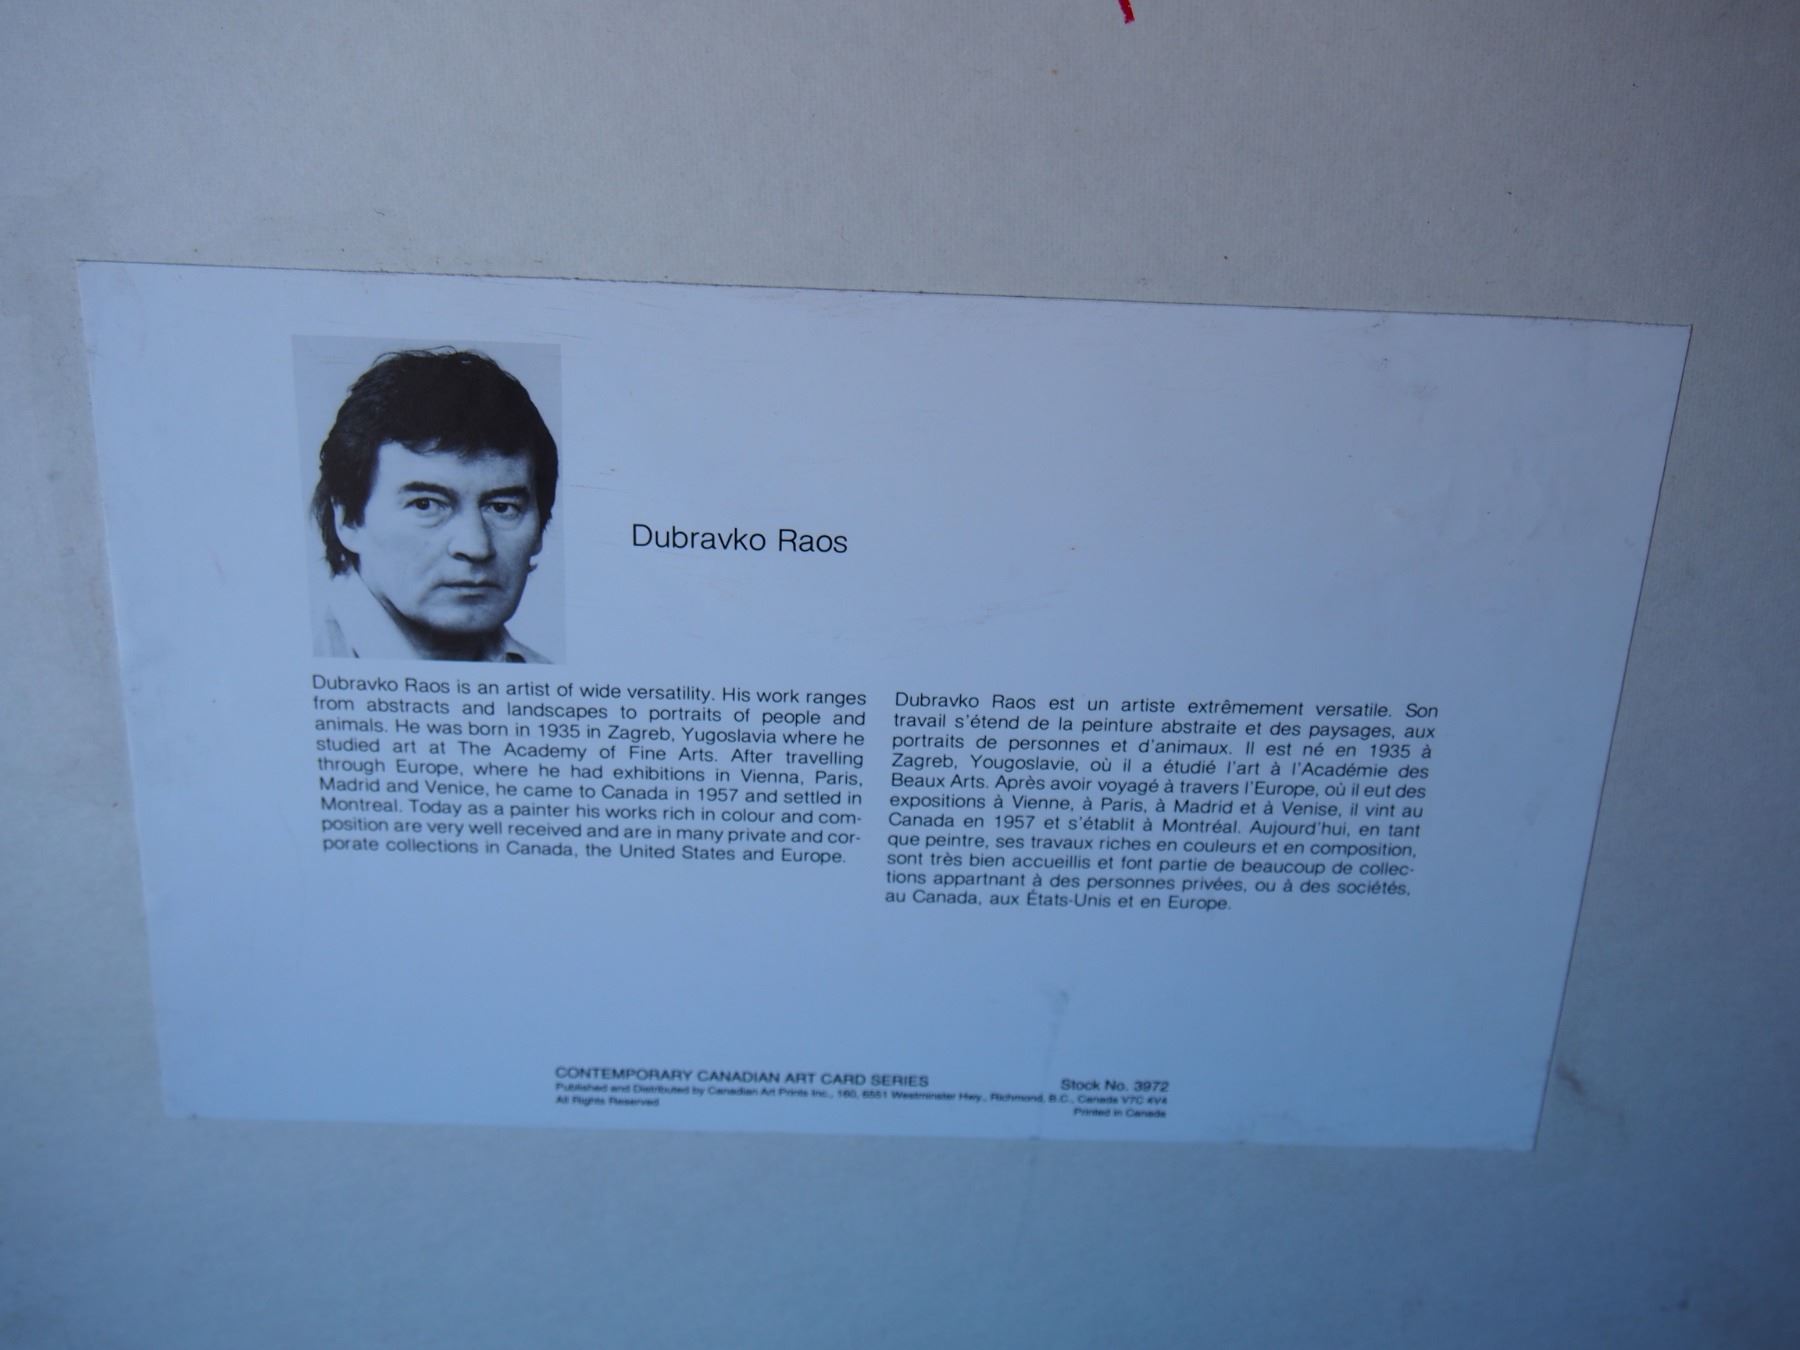 Dubravko Raos
Dubravko Raos is an artist of wide versatility. His work ranges
from abstracts and landscapes to portraits of people and
animals. He was born in 1935 in Zagreb, Yugoslavia where he
studied art at The Academy of Fine Arts. After travelling
through Europe, where he had exhibitions in Vienna, Paris,
Madrid and Venice, he came to Canada in 1957 and settled in
Montreal. Today as a painter his works rich in colour and com-
position are very well received and are in many private and cor-
porate collections in Canada, the United States and Europe.
Dubravko Raos est un artiste extrêmement versatile. Son
travail s'étend de la peinture abstraite et des paysages, aux
portraits de personnes et d'animaux. Il est né en 1935 à
Zagreb, Yougoslavie, où il a étudié l'art à l'Académie des
Beaux Arts. Après avoir voyagé à travers l'Europe, où il eut des
expositions à Vienne, à Paris, à Madrid et à Venise, il vint au
Canada en 1957 et s'établit à Montréal. Aujourd'hui, en tant
que peintre, ses travaux riches en couleurs et en composition,
sont très bien accueillis et font partie de beaucoup de collec-
tions appartnant à des personnes privées, ou à des sociétés,
au Canada, aux États-Unis et en Europe.
CONTEMPORARY CANADIAN ART CARD SERIES
Stock No. 3972
Published and Distributed by Canadian Art Prints Inc., 160, 6551 Westminster Hwy., Richmond, B.C., Canada V7C 4V4
All Rights Reserved
Printed in Canada